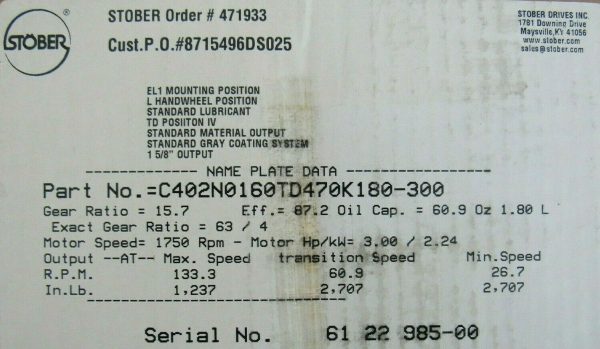 STÖBER
STOBER Order # 471933
Cust.P.O.#8715496DS025
STOBER DRIVES INC.
1781 Downing Drive
Maysville,Ky 41056
www.stober.com
sales@stober.com
EL1 MOUNTING POSITION
L HANDWHEEL POSITION
STANDARD LUBRICANT
TD POSIITON IV
STANDARD MATERIAL OUTPUT
STANDARD GRAY COATING SYSTEM
1 5/8" OUTPUT
-------------- NAME PLATE DATA -----------------
Part No.=C402N0160TD470K180-300
Gear Ratio = 15.7 Eff.= 87.2 Oil Cap. = 60.9 Oz 1.80 L
Exact Gear Ratio = 63 / 4
Motor Speed= 1750 Rpm - Motor Hp/kW= 3.00 / 2.24
Output --AT-- Max. Speed transition Speed Min.Speed
R.P.M. 133.3 60.9 26.7
In.Lb. 1,237 2,707 2,707
Serial No. 61 22 985-00